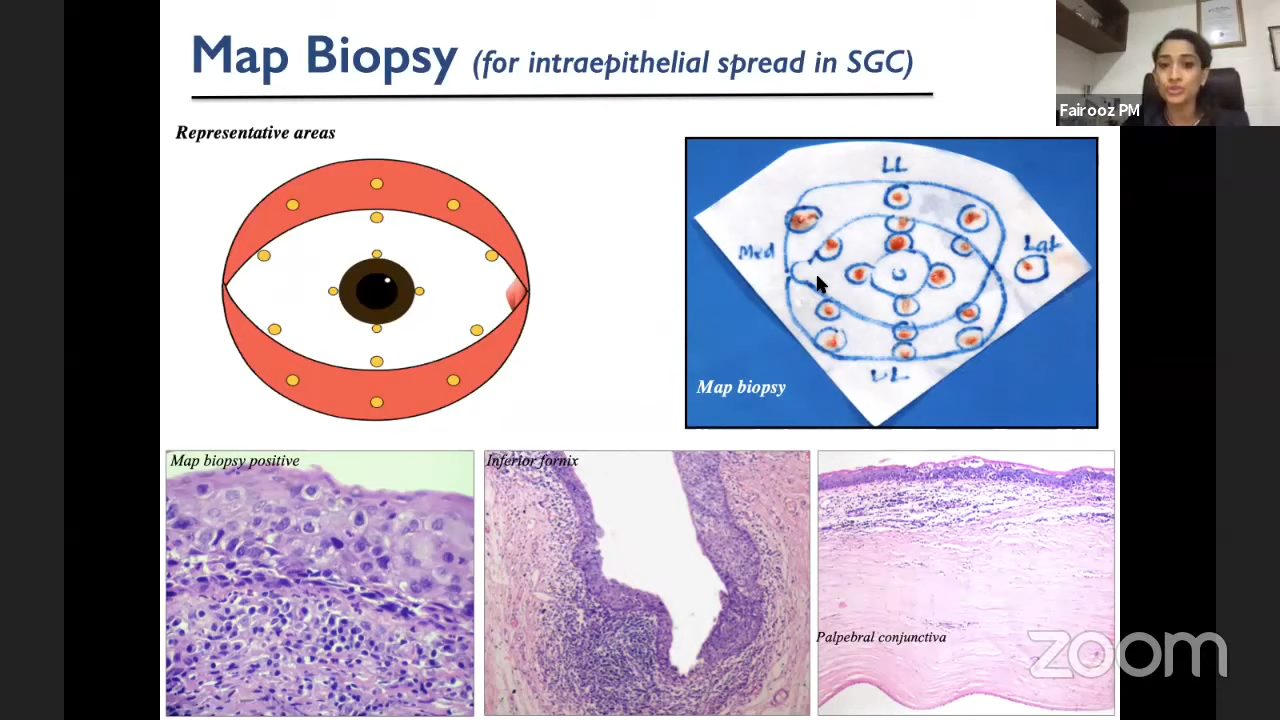 Map Biopsy (for intraepithelial spread in SGC)
Fairooz PM
Representative areas
LL
Med
Lat
UL
Map biopsy
Map biopsy positive
Inferior fornix
Palpebral conjunctiva
zoom